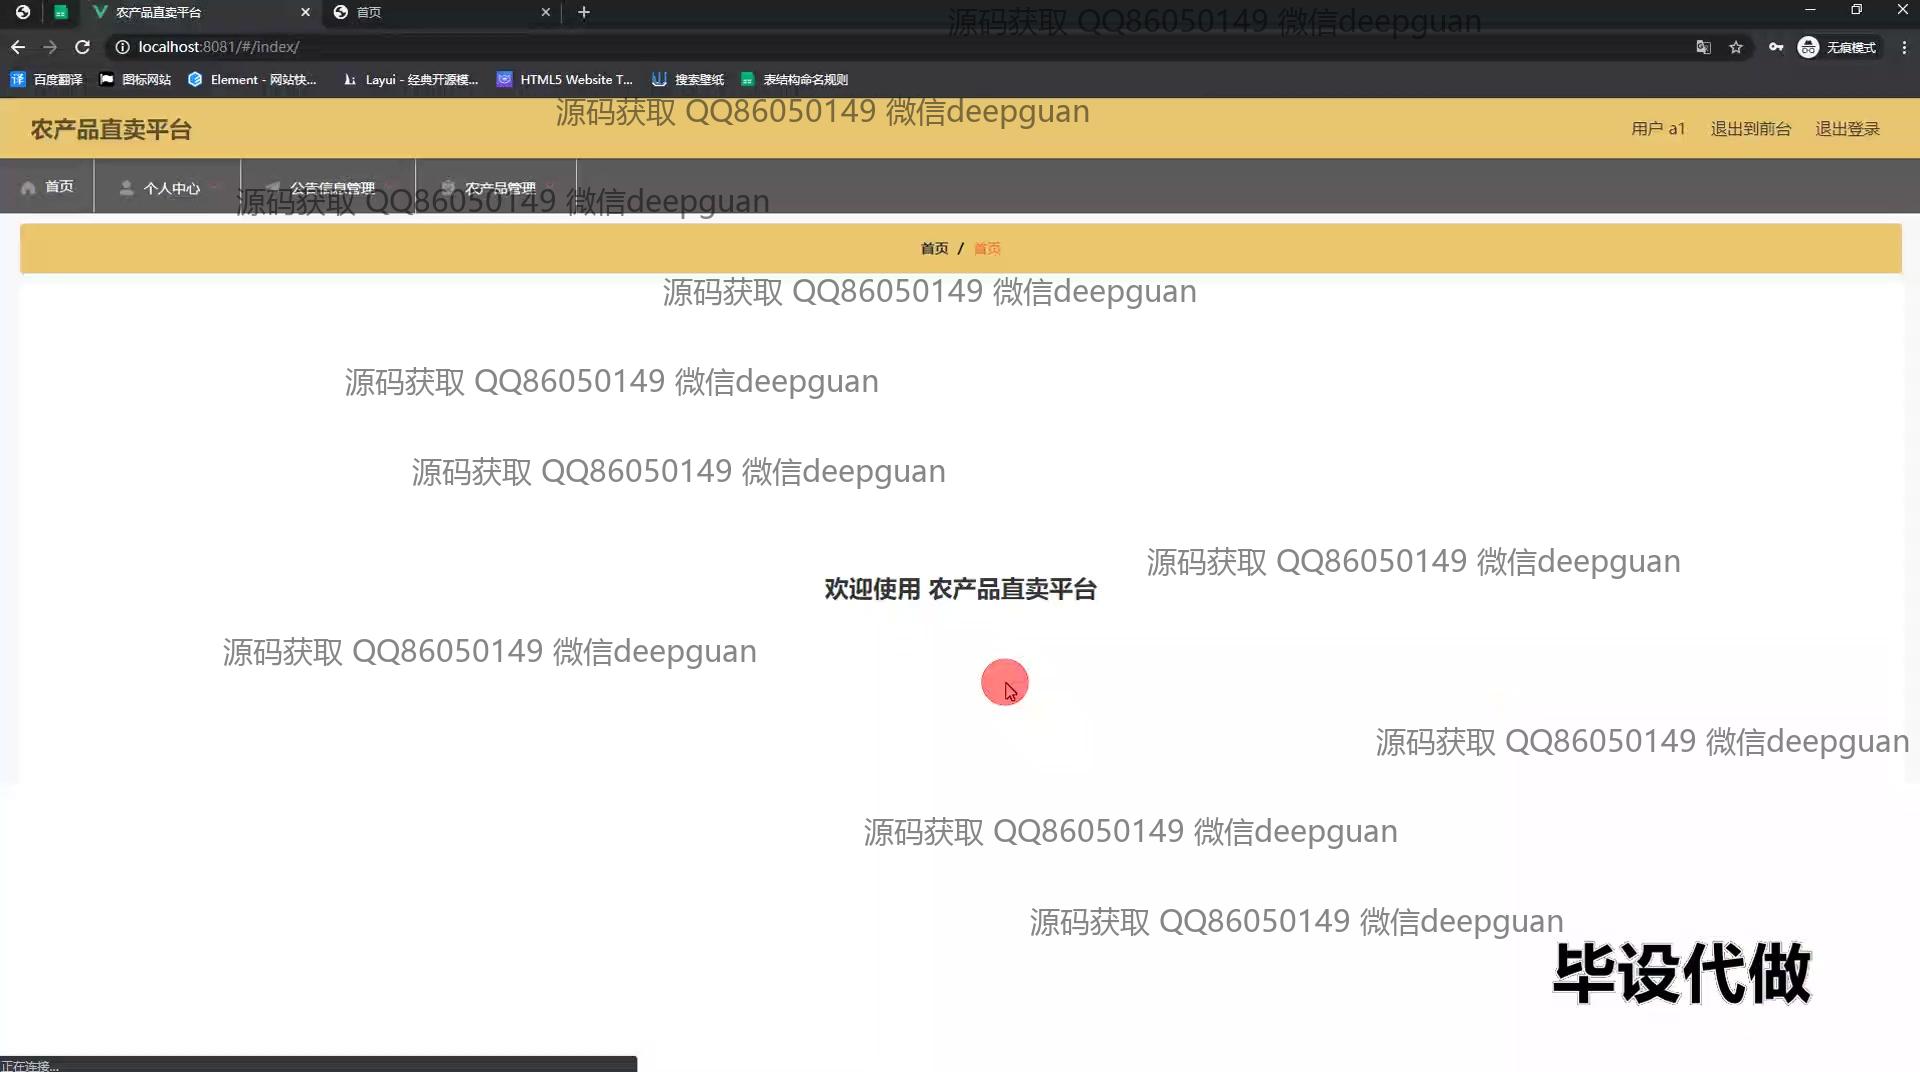 农产品直卖平台
首页
源码获取 QQ86050149 微信deepguan
localhost:8081/#/index/
无痕模式
百度翻译
图标网站
Element - 网站快...
Layui - 经典开源模...
HTML5 Website T...
搜索壁纸
表结构命名规则
源码获取 QQ86050149 微信deepguan
农产品直卖平台
用户 a1
退出到前台
退出登录
首页
个人中心
公告信息管理
农产品管理
源码获取 QQ86050149 微信deepguan
首页 / 首页
源码获取 QQ86050149 微信deepguan
源码获取 QQ86050149 微信deepguan
源码获取 QQ86050149 微信deepguan
源码获取 QQ86050149 微信deepguan
欢迎使用 农产品直卖平台
源码获取 QQ86050149 微信deepguan
源码获取 QQ86050149 微信deepguan
源码获取 QQ86050149 微信deepguan
源码获取 QQ86050149 微信deepguan
毕设代做
正在连接...